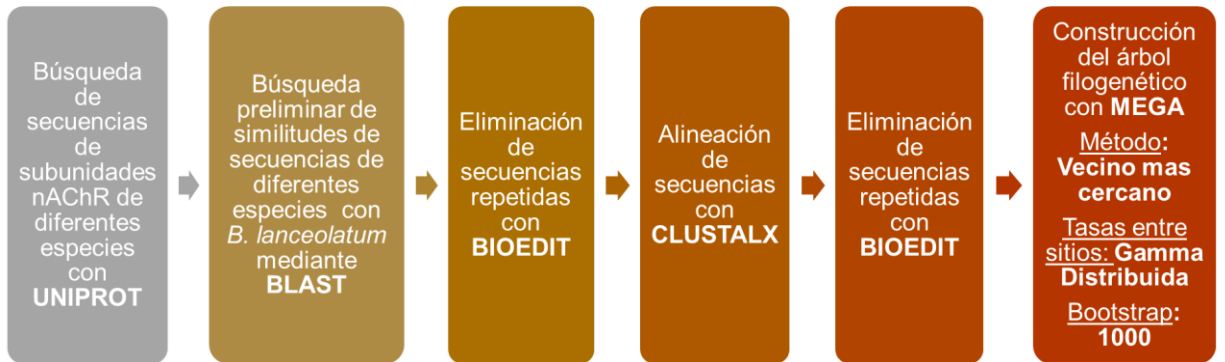 Búsqueda
de
secuencias
de
subunidades
nAChR de
diferentes
especies
con
UNIPROT
Búsqueda
preliminar de
similitudes de
secuencias de
diferentes
especies con
B. lanceolatum
mediante
BLAST
Eliminación
de
secuencias
repetidas
con
BIOEDIT
Alineación
de
secuencias
con
CLUSTALX
Eliminación
de
secuencias
repetidas
con
BIOEDIT
Construcción
del árbol
filogenético
con MEGA
Método:
Vecino mas
cercano
Tasas entre
sitios: Gamma
Distribuida
Bootstrap:
1000